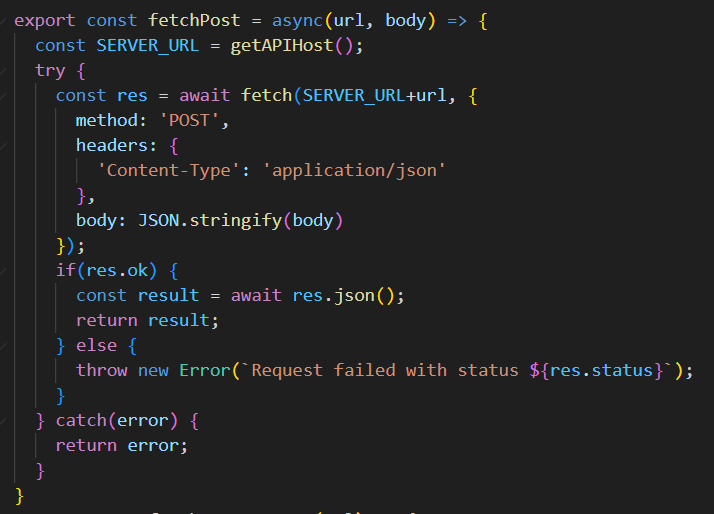 export const fetchPost = async(url, body) => {
  const SERVER_URL = getAPIHost();
  try {
    const res = await fetch(SERVER_URL+url, {
      method: 'POST',
      headers: {
        'Content-Type': 'application/json'
      },
      body: JSON.stringify(body)
    });
    if(res.ok) {
      const result = await res.json();
      return result;
    } else {
      throw new Error(`Request failed with status ${res.status}`);
    }
  } catch(error) {
    return error;
  }
}